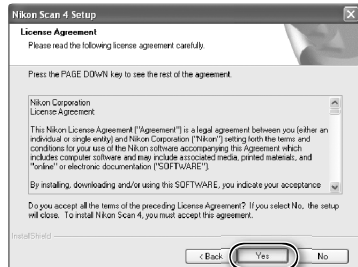 Nikon Scan 4 Setup
License Agreement
Please read the following license agreement carefully.
Press the PAGE DOWN key to see the rest of the agreement.
Nikon Corporation
License Agreement
This Nikon License Agreement ("Agreement") is a legal agreement between you (either an
individual or single entity) and Nikon Corporation ("Nikon") setting forth the terms and
conditions for your use of the Nikon software accompanying this Agreement which
includes computer software and may include associated media, printed materials, and
"online" or electronic documentation ("SOFTWARE").
By installing, downloading and/or using this SOFTWARE, you indicate your acceptance
Do you accept all the terms of the preceding License Agreement? If you select No, the setup
will close. To install Nikon Scan 4, you must accept this agreement.
InstallShield
< Back Yes No